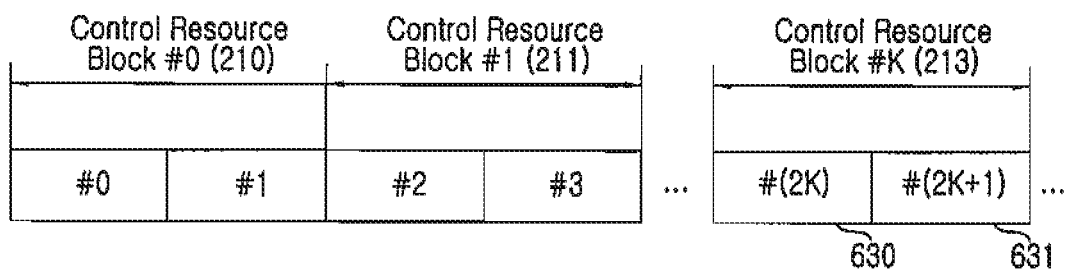 Control Resource
Block #0 (210)
Control Resource
Block #1 (211)
Control Resource
Block #K (213)
#0 #1 #2 #3 ... #(2K) #(2K+1) ...
630 631